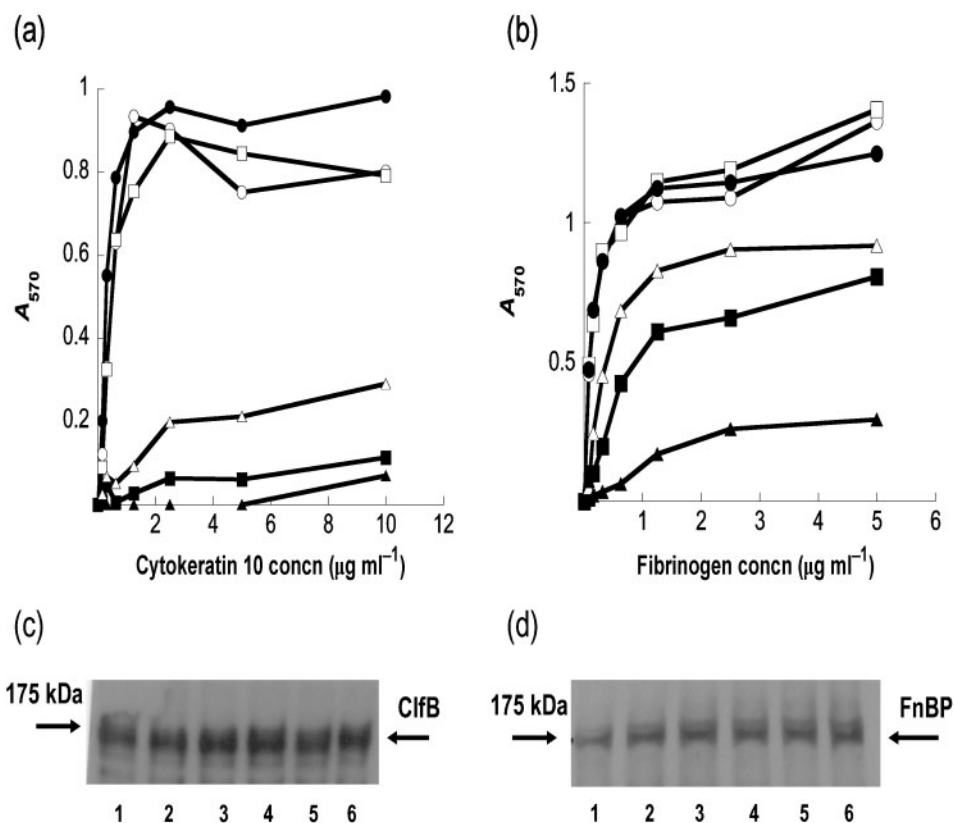 (a)
(b)
1
0.8
0.6
0.4
0.2
A570
2
4
6
8
10
12
Cytokeratin 10 concn (μg ml⁻¹)
1.5
1
0.5
A570
1
2
3
4
5
6
Fibrinogen concn (μg ml⁻¹)
(c)
175 kDa
ClfB
1 2 3 4 5 6
(d)
175 kDa
FnBP
1 2 3 4 5 6